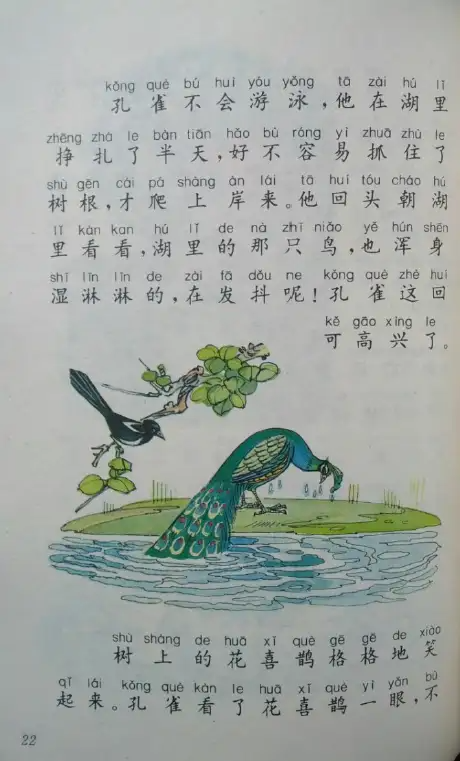 kǒng què bú huì yóu yǒng tā zài hú lǐ
孔雀不会游泳,他在湖里
zhēng zhá le bàn tiān hǎo bù róng yì zhuā zhù le
挣扎了半天,好不容易抓住了
shù gēn cái pá shàng àn lái tā huí tóu cháo hú
树根,才爬上岸来。他回头朝湖
lǐ kàn kan hú lǐ de nà zhī niǎo yě hún shēn
里看看,湖里的那只鸟,也浑身
shī lín lín de zài fā dǒu ne kǒng què zhè huí
湿淋淋的,在发抖呢!孔雀这回
kě gāo xìng le
可高兴了。
shù shàng de huā xǐ què gē gē de xiào
树上的花喜鹊格格地笑
qǐ lái kǒng què kàn le huā xǐ què yì yǎn bù
起来。孔雀看了花喜鹊一眼,不
22